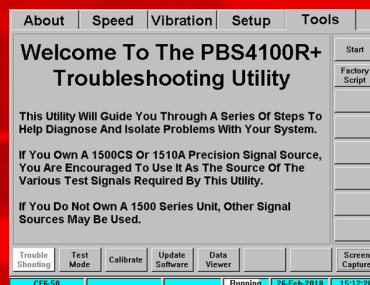 About Speed Vibration Setup Tools
Welcome To The PBS4100R+
Troubleshooting Utility
Start
Factory
Script
This Utility Will Guide You Through A Series Of Steps To
Help Diagnose And Isolate Problems With Your System.
If You Own A 1500CS Or 1510A Precision Signal Source,
You Are Encouraged To Use It As The Source Of The
Various Test Signals Required By This Utility.
If You Do Not Own A 1500 Series Unit, Other Signal
Sources May Be Used.
Trouble
Shooting
Test
Mode
Calibrate
Update
Software
Data
Viewer
Screen
Capture
CF6-50 Running 26-Feb-2018 15:12:28